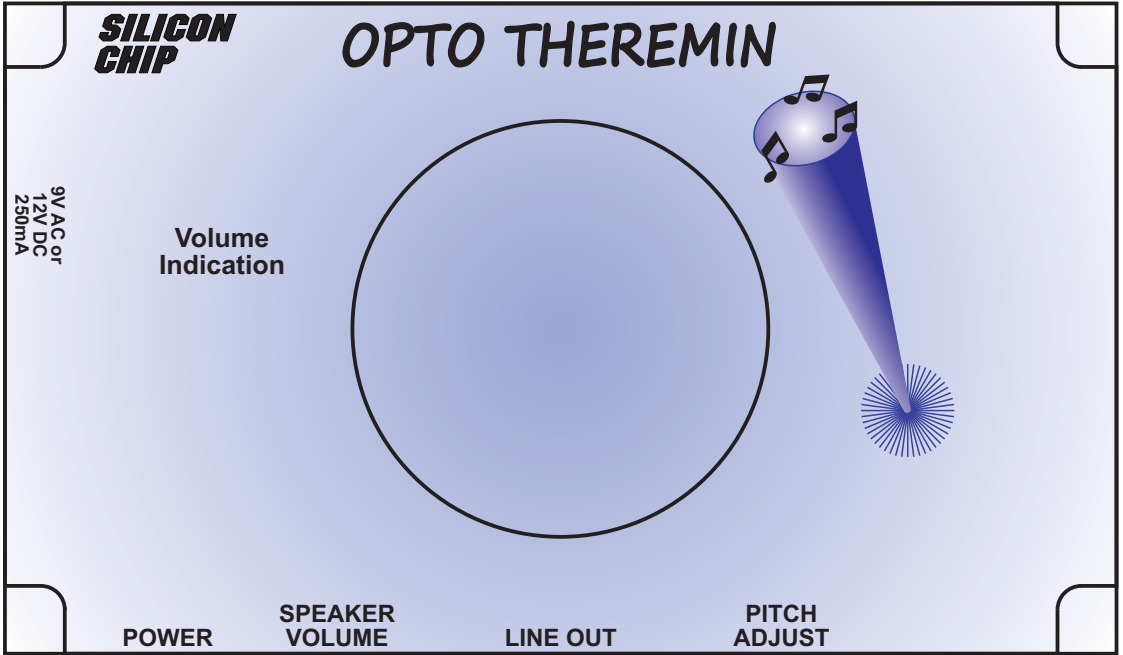 SILICON
CHIP
OPTO THEREMIN
9V AC or
12V DC
250mA
Volume
Indication
POWER
SPEAKER
VOLUME
LINE OUT
PITCH
ADJUST